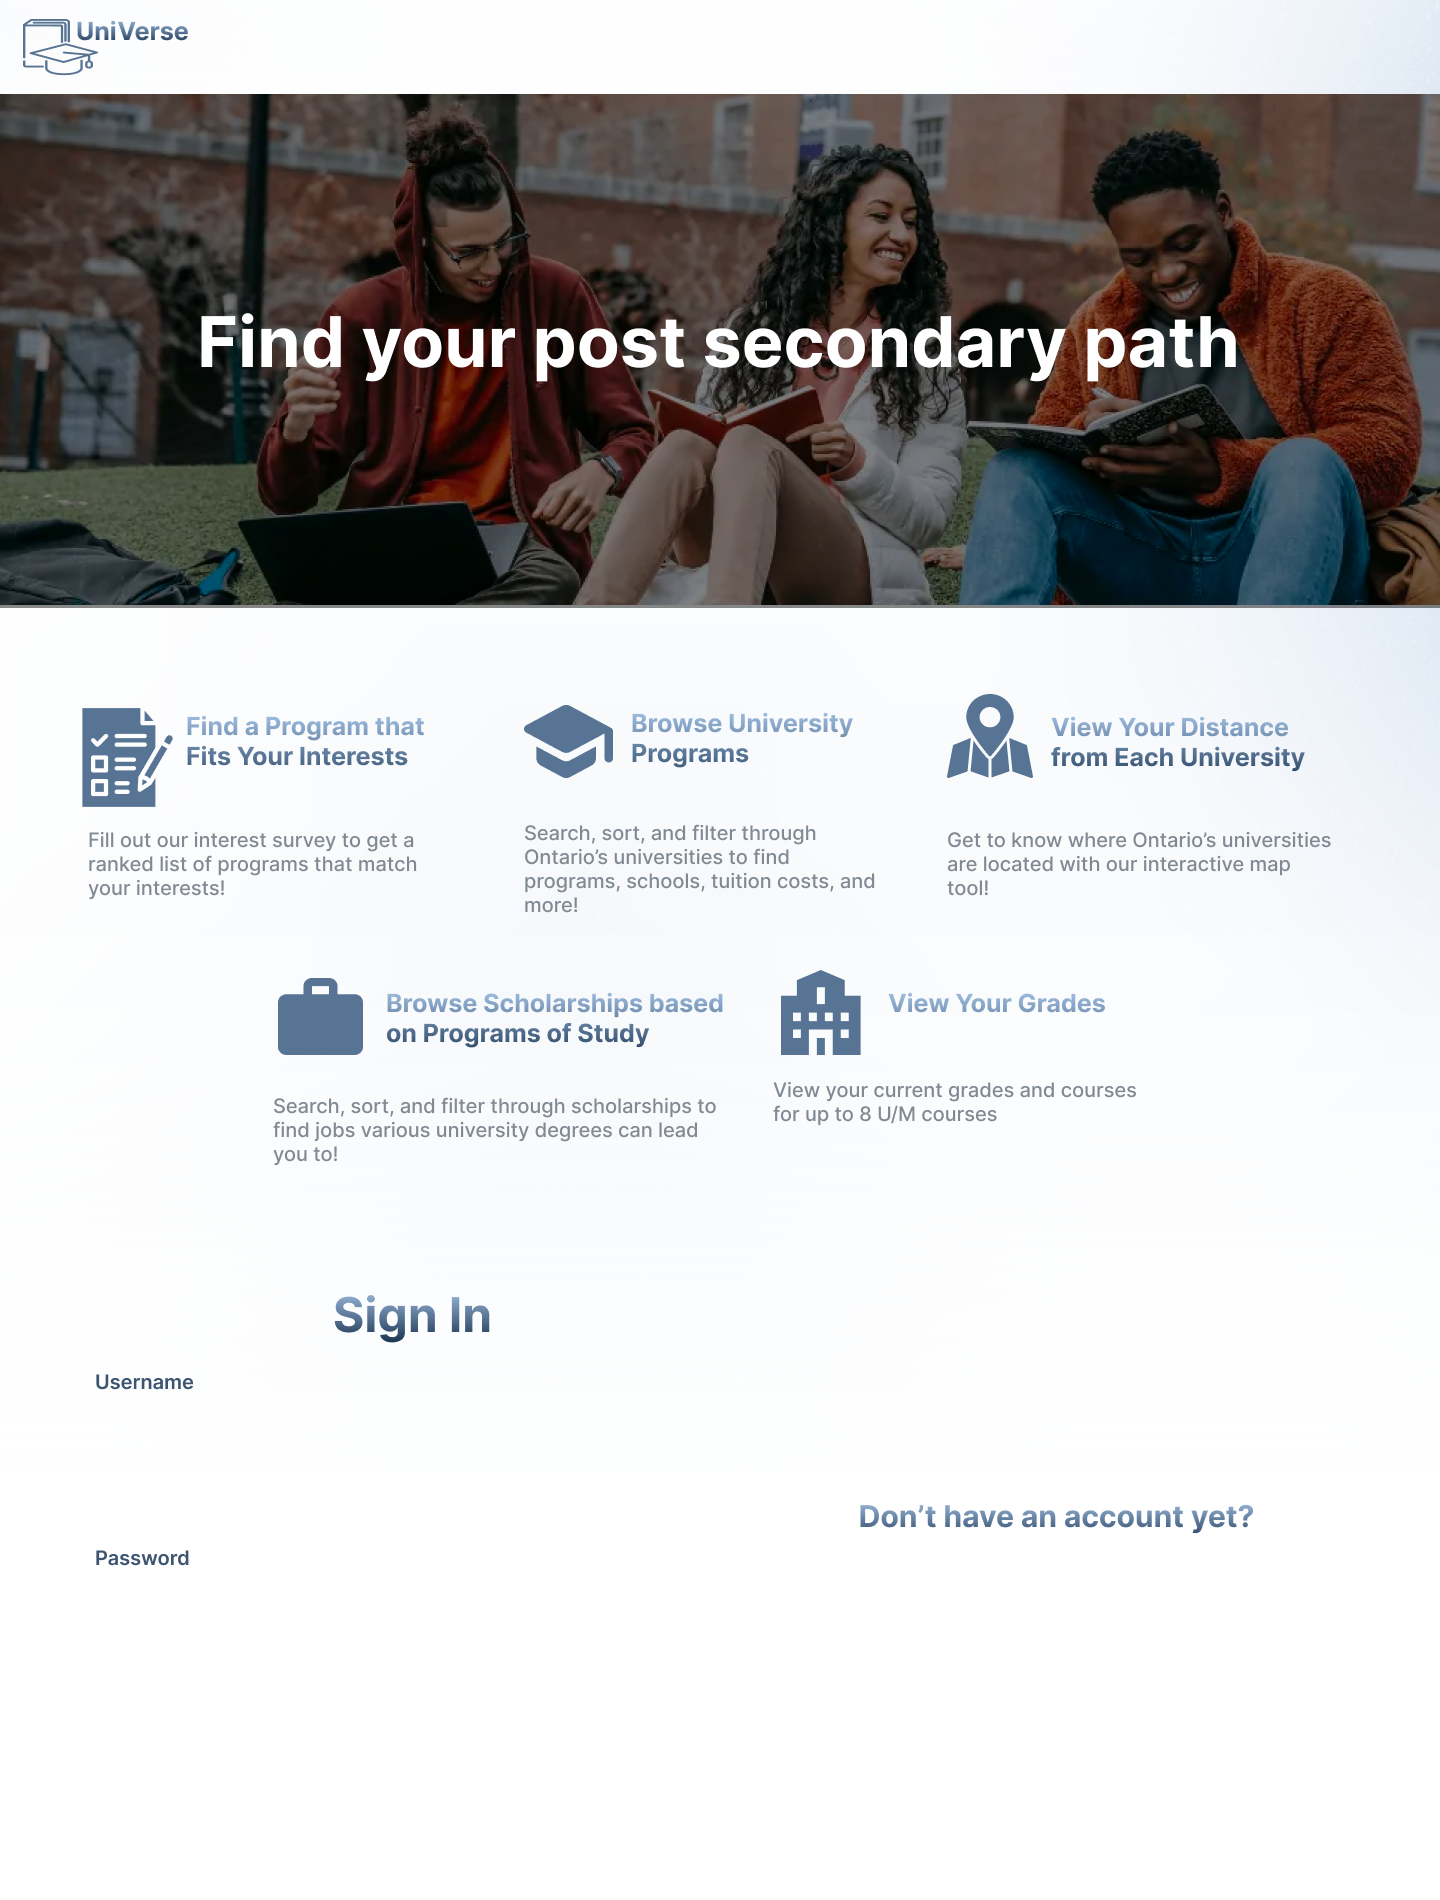 UniVerse
Find your post secondary path
Find a Program that
Fits Your Interests
Browse University
Programs
View Your Distance
from Each University
Fill out our interest survey to get a
ranked list of programs that match
your interests!
Search, sort, and filter through
Ontario’s universities to find
programs, schools, tuition costs, and
more!
Get to know where Ontario’s universities
are located with our interactive map
tool!
Browse Scholarships based
on Programs of Study
View Your Grades
Search, sort, and filter through scholarships to
find jobs various university degrees can lead
you to!
View your current grades and courses
for up to 8 U/M courses
Sign In
Username
Password
Don’t have an account yet?